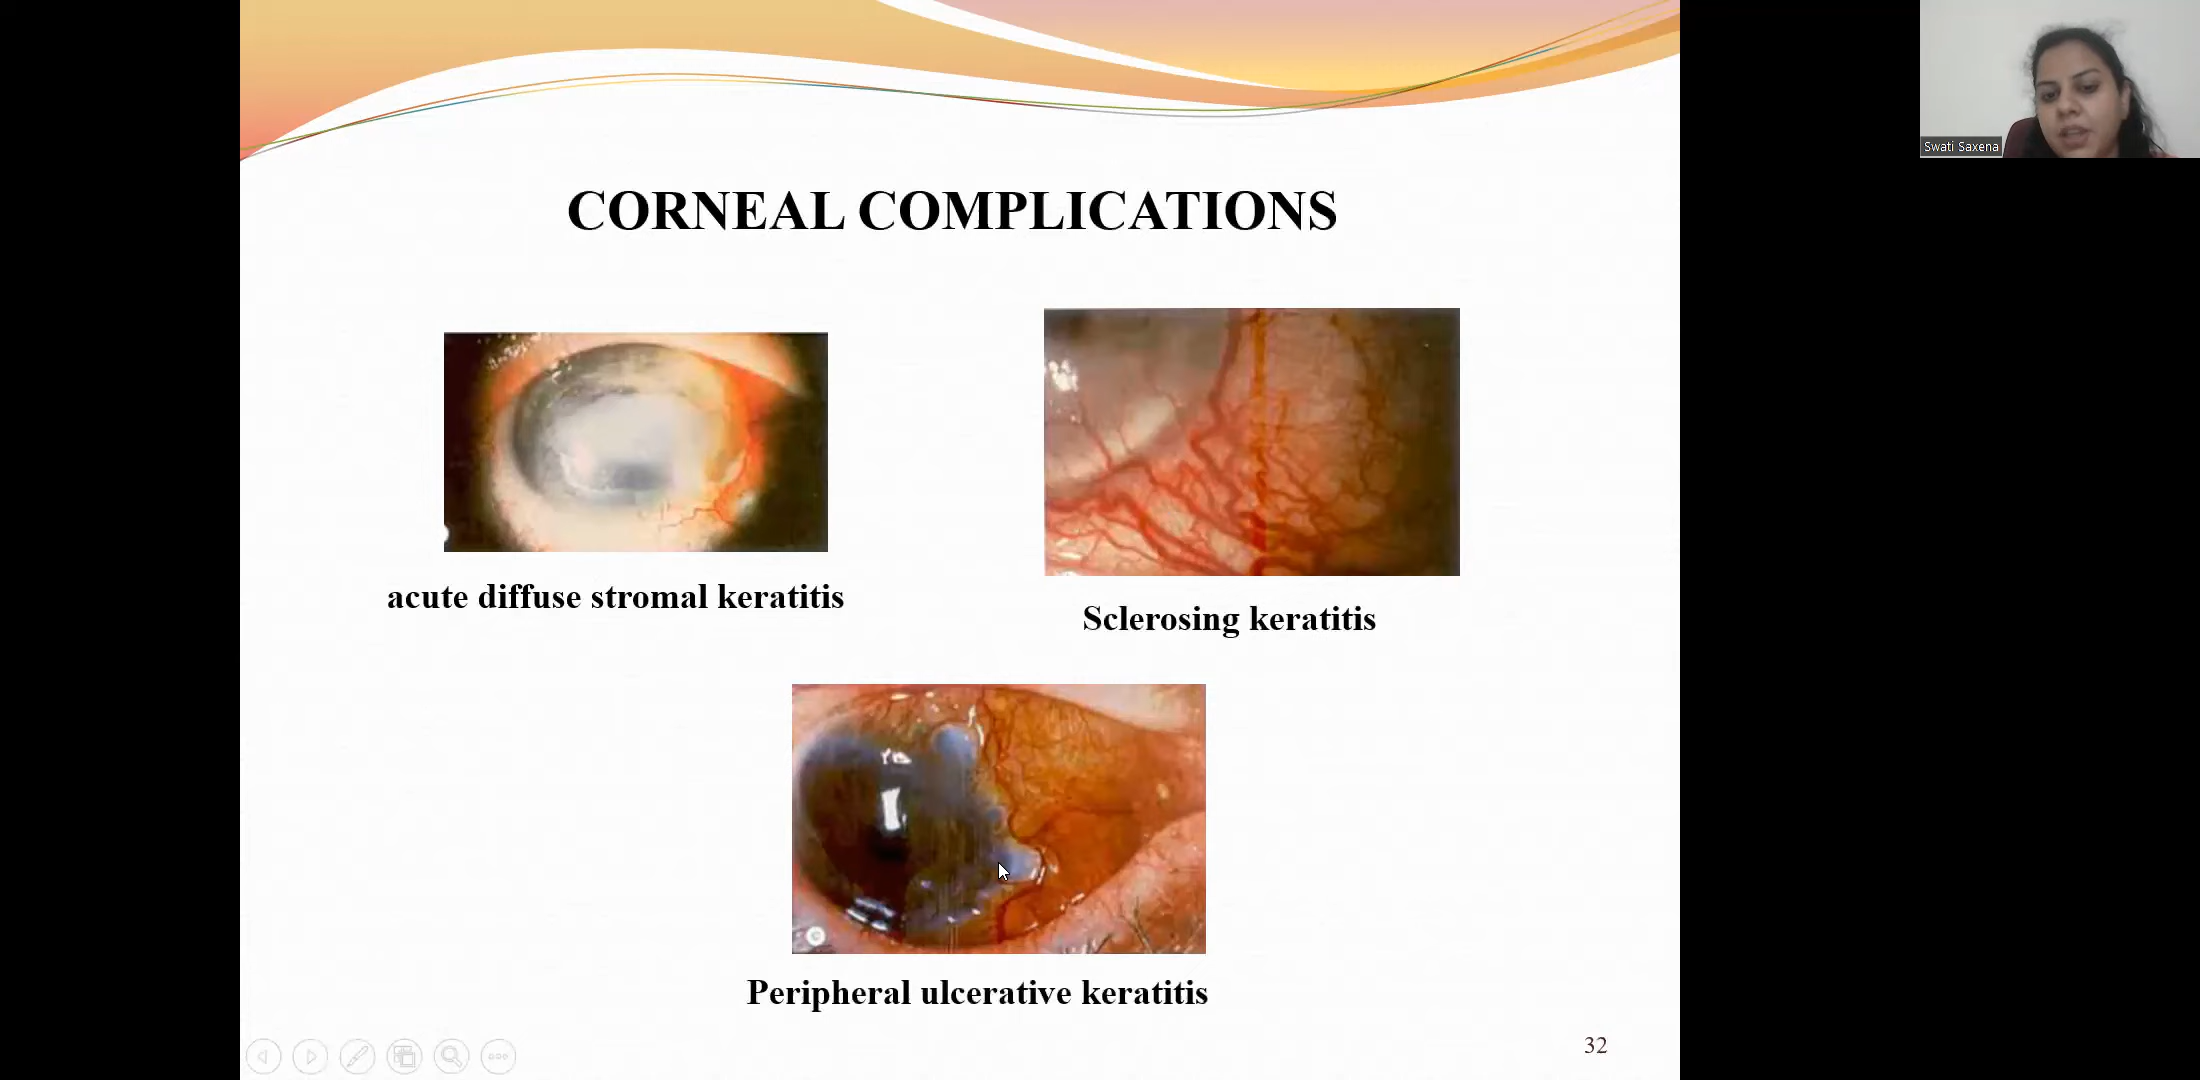 Swati Saxena
CORNEAL COMPLICATIONS
acute diffuse stromal keratitis
Sclerosing keratitis
Peripheral ulcerative keratitis
32